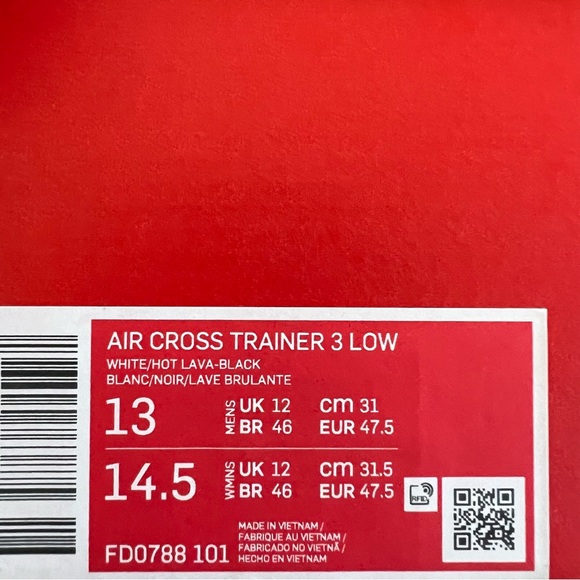 AIR CROSS TRAINER 3 LOW
WHITE/HOT LAVA-BLACK
BLANC/NOIR/LAVE BRULANTE
13 MENS UK 12 cm 31
BR 46 EUR 47.5
14.5 WMNS UK 12 cm 31.5
BR 46 EUR 47.5
RFID
FD0788 101
MADE IN VIETNAM /
FABRIQUE AU VIETNAM /
FABRICADO NO VIETNÃ /
HECHO EN VIETNAM